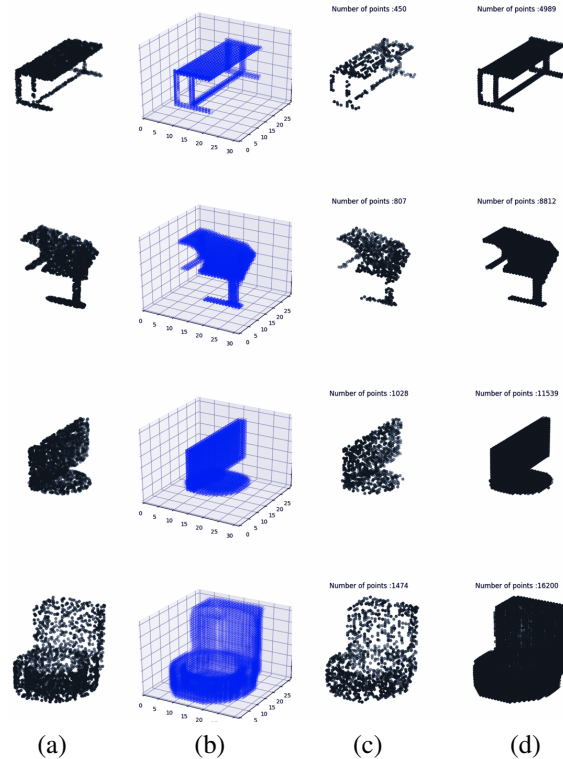 Number of points :450
Number of points :4989
0 5 10 15 20 25 30
0 5 10 15 20 25
Number of points :807
Number of points :8812
0 5 10 15 20 25 30
0 5 10 15 20 25
Number of points :1028
Number of points :11539
0 5 10 15 20 25 30
0 5 10 15 20 25
Number of points :1474
Number of points :16200
0 5 10 15 20 25 30
0 5 10 15 20 25
(a) (b) (c) (d)